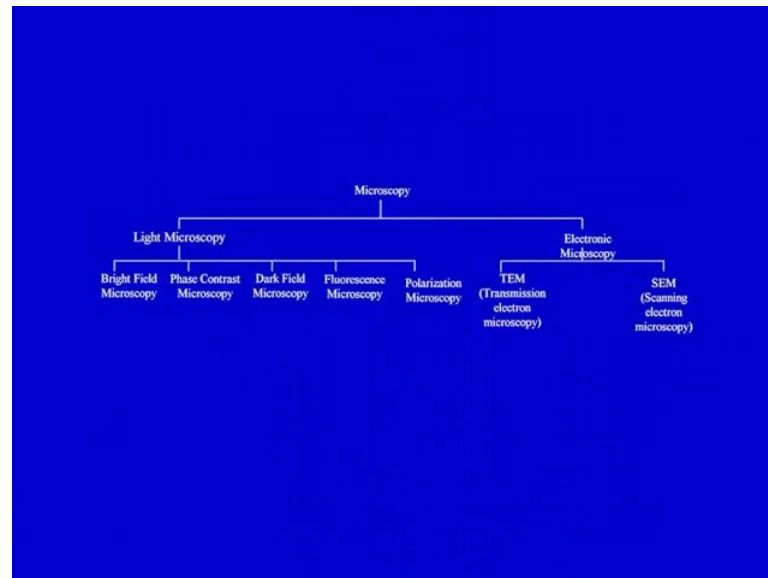 Microscopy
Light Microscopy
Electronic
Microscopy
Bright Field
Microscopy
Phase Contrast
Microscopy
Dark Field
Microscopy
Fluorescence
Microscopy
Polarization
Microscopy
TEM
(Transmission
electron
microscopy)
SEM
(Scanning
electron
microscopy)